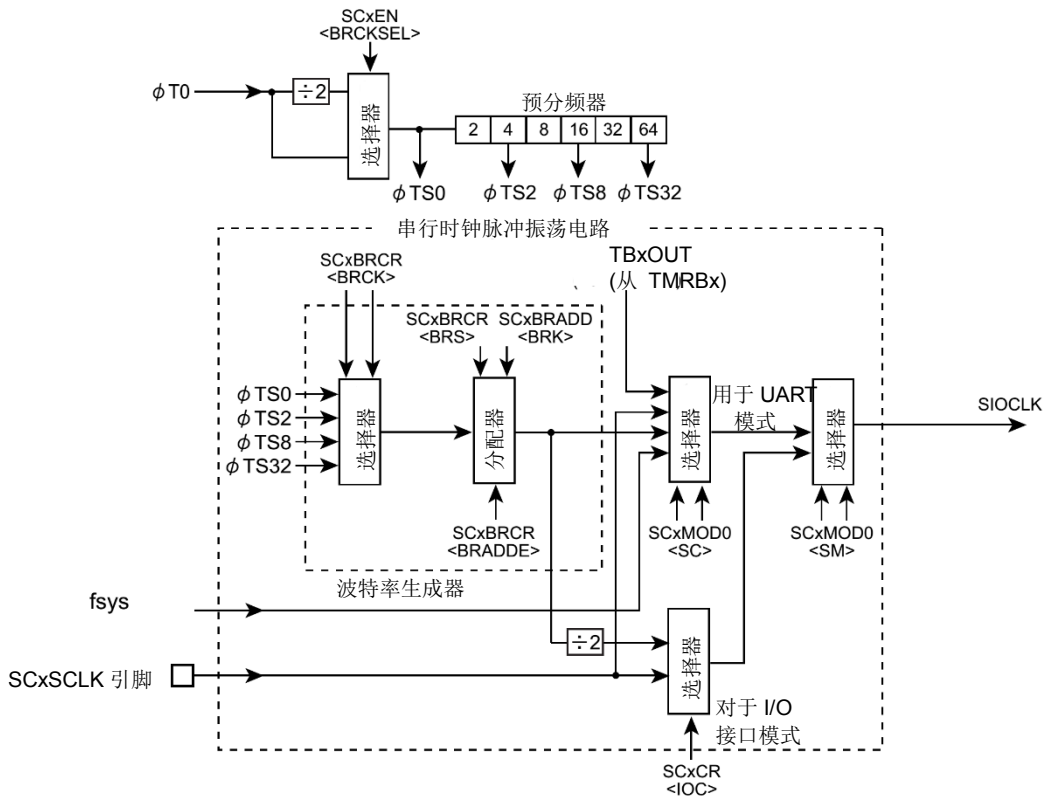 SCxEN
<BRCKSEL>
ϕT0
÷2
选择器
预分频器
2 4 8 16 32 64
ϕTS0 ϕTS2 ϕTS8 ϕTS32
串行时钟脉冲振荡电路
TBxOUT
(从 TMRBx)
SCxBRCR
<BRCK>
SCxBRCR
<BRS>
SCxBRADD
<BRK>
ϕTS0
ϕTS2
ϕTS8
ϕTS32
选择器
分配器
选择器
用于 UART
模式
选择器
SIOCLK
SCxBRCR
<BRADDE>
SCxMOD0
<SC>
SCxMOD0
<SM>
波特率生成器
fsys
÷2
选择器
SCxSCLK 引脚
对于 I/O
接口模式
SCxCR
<IOC>